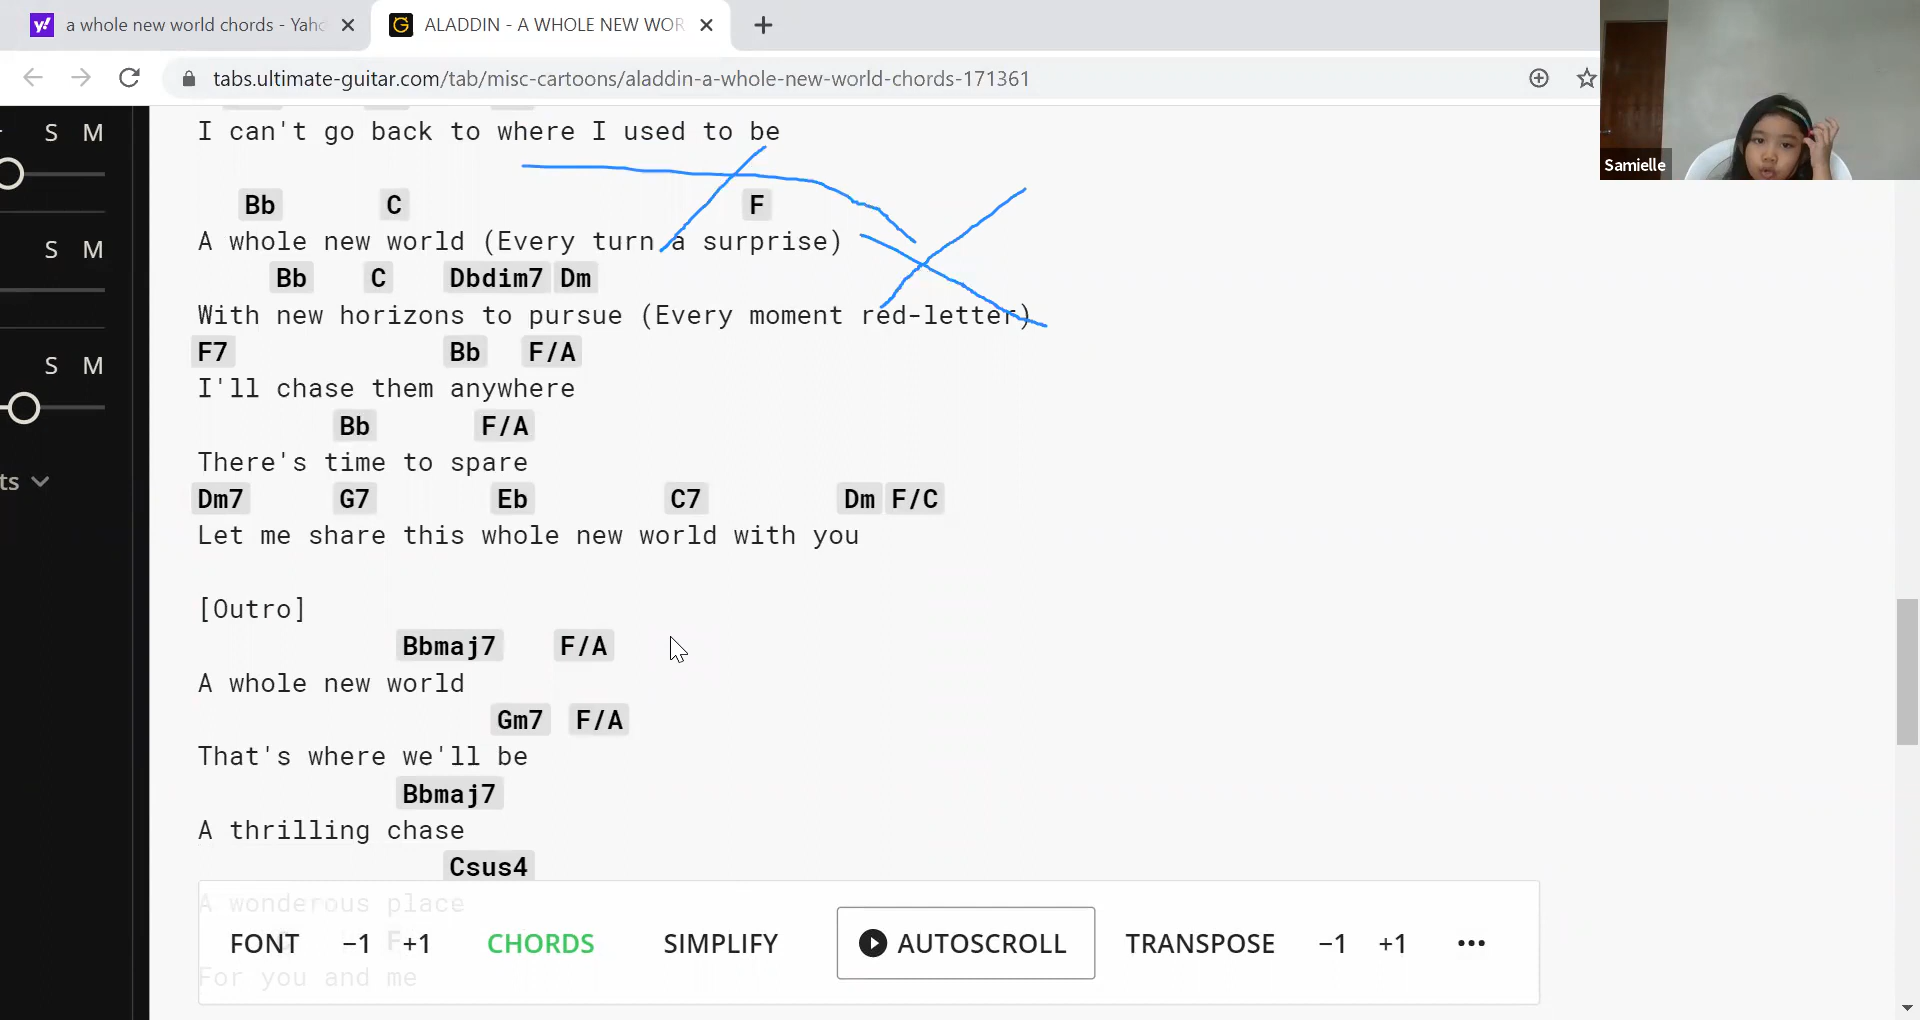 a whole new world chords - Yaho
ALADDIN - A WHOLE NEW WOR
tabs.ultimate-guitar.com/tab/misc-cartoons/aladdin-a-whole-new-world-chords-171361
Samielle
S M
S M
S M
ts
I can't go back to where I used to be
Bb C F
A whole new world (Every turn a surprise)
Bb C Dbdim7 Dm
With new horizons to pursue (Every moment red-letter)
F7 Bb F/A
I'll chase them anywhere
Bb F/A
There's time to spare
Dm7 G7 Eb C7 Dm F/C
Let me share this whole new world with you
[Outro]
Bbmaj7 F/A
A whole new world
Gm7 F/A
That's where we'll be
Bbmaj7
A thrilling chase
Csus4
A wonderous place
F
For you and me
FONT −1 +1 CHORDS SIMPLIFY AUTOSCROLL TRANSPOSE −1 +1